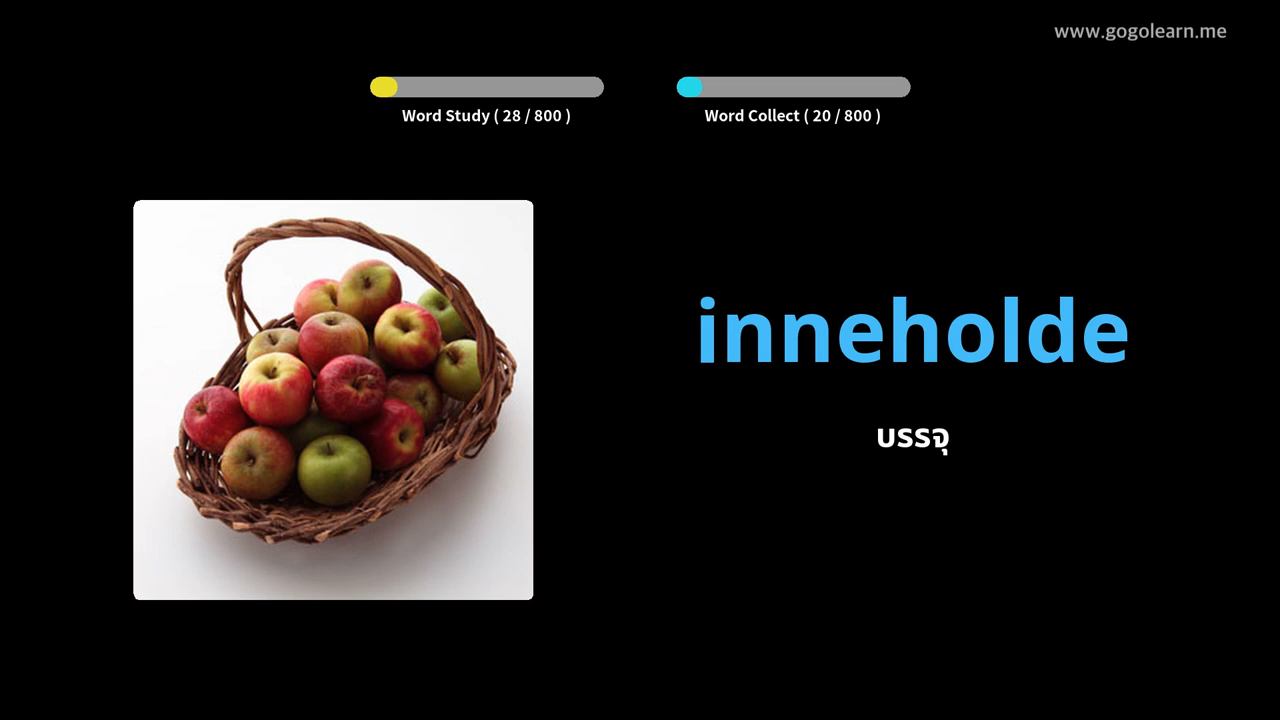 www.gogolearn.me
Word Study ( 28 / 800 )
Word Collect ( 20 / 800 )
inneholde
บรรจุ